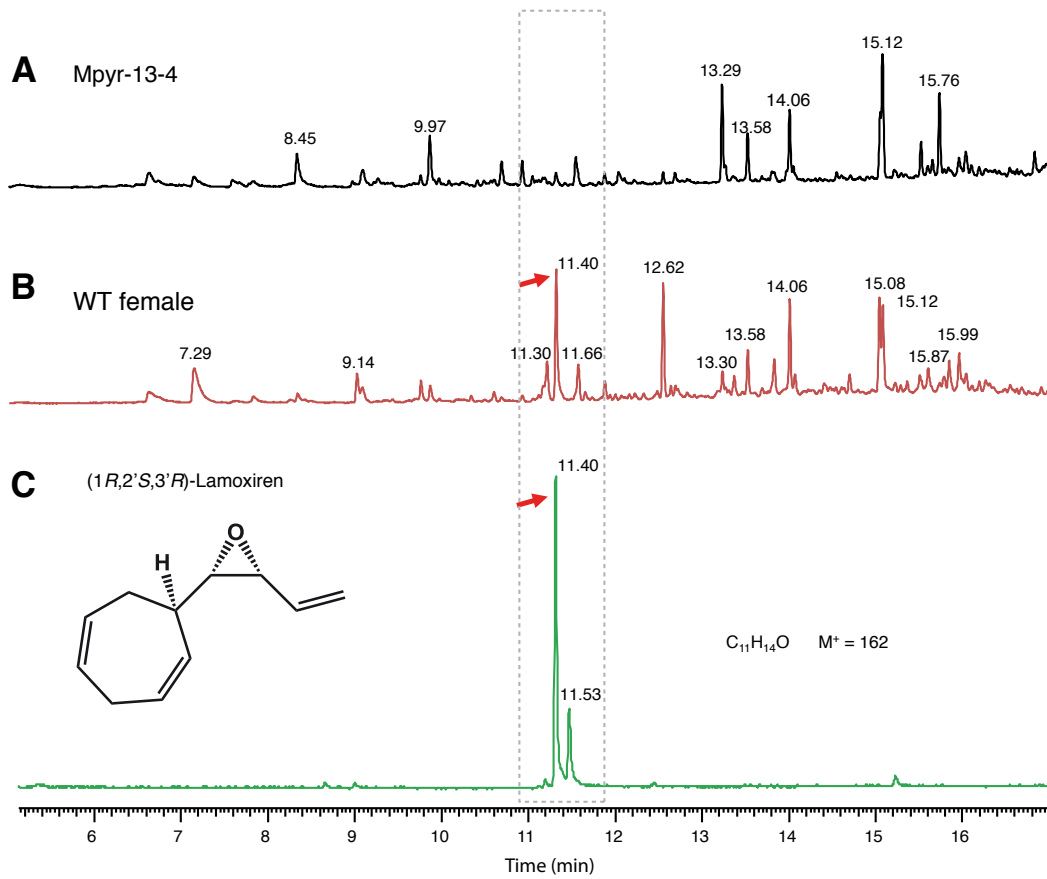 A Mpyr-13-4
8.45
9.97
13.29
13.58
14.06
15.12
15.76
B WT female
7.29
9.14
11.30
11.40
11.66
12.62
13.30
13.58
14.06
15.08
15.12
15.87
15.99
C (1R,2'S,3'R)-Lamoxiren
11.40
11.53
H
O
C₁₁H₁₄O M⁺ = 162
6 7 8 9 10 11 12 13 14 15 16
Time (min)